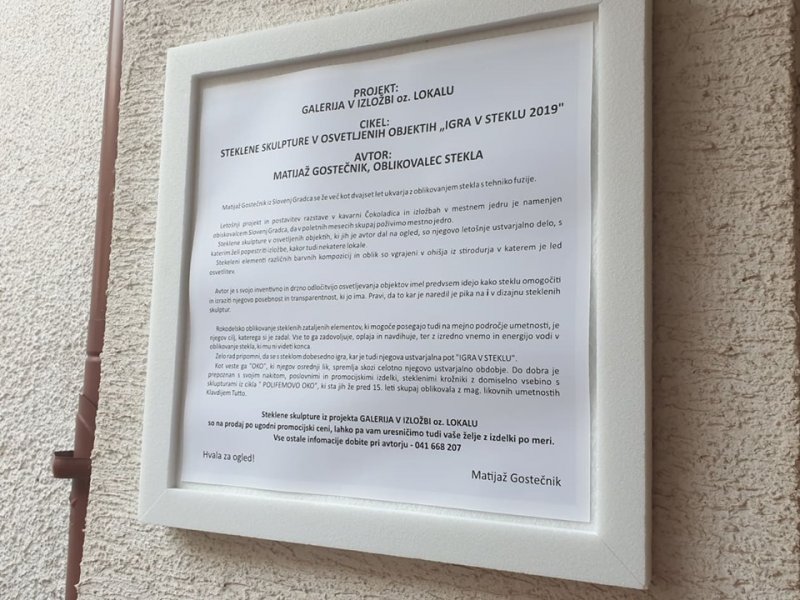 PROJEKT:
GALERIJA V IZLOŽBI oz. LOKALU
CIKEL:
STEKLENE SKULPTURE V OSVETLJENIH OBJEKTIH „IGRA V STEKLU 2019"
AVTOR:
MATIJAŽ GOSTEČNIK, OBLIKOVALEC STEKLA
Matijaž Gostečnik iz Slovenj Gradca se že več kot dvajset let ukvarja z oblikovanjem stekla s tehniko fuzije.
Letošnji projekt in postavitev razstave v kavarni Čokoladica in izložbah v mestnem jedru je namenjen
obiskovalcem Slovenj Gradca, da v poletnih mesecih skupaj poživimo mestno jedro.
Steklene skulpture v osvetljenih objektih, ki jih je avtor dal na ogled, so njegovo letošnje ustvarjalno delo, s
katerim želi popestriti izložbe, kakor tudi nekatere lokale.
Stekeleni elementi različnih barvnih kompozicij in oblik so vgrajeni v ohišja iz stirodurja v katerem je led
osvetlitev.
Avtor je s svojo inventivno in drzno odločitvijo osvetljevanja objektov imel predvsem idejo kako steklu omogočiti
in izraziti njegovo posebnost in transparentnost, ki jo ima. Pravi, da to kar je naredil je pika na i v dizajnu steklenih
skulptur.
Rokodelsko oblikovanje steklenih zataljenih elementov, ki mogoče posegajo tudi na mejno področje umetnosti, je
njegov cilj, katerega si je zadal. Vse to ga zadovoljuje, oplaja in navdihuje, ter z izredno vnemo in energijo vodi v
oblikovanje stekla, ki mu ni videti konca.
Zelo rad pripomni, da se s steklom dobesedno igra, kar je tudi njegova ustvarjalna pot "IGRA V STEKLU".
Kot veste ga "OKO", ki njegov osrednji lik, spremlja skozi celotno njegovo ustvarjalno obdobje. Do dobra je
prepoznan s svojim nakitom, poslovnimi in promocijskimi izdelki, steklenimi krožniki z domiselno vsebino s
sklupturami iz cikla " POLIFEMOVO OKO", ki sta jih že pred 15. leti skupaj oblikovala z mag. likovnih umetnosti
Klavdijem Tutto.
Steklene skulpture iz projekta GALERIJA V IZLOŽBI oz. LOKALU
so na prodaj po ugodni promocijski ceni, lahko pa vam uresničimo tudi vaše želje z izdelki po meri.
Vse ostale infomacije dobite pri avtorju - 041 668 207
Hvala za ogled!
Matijaž Gostečnik